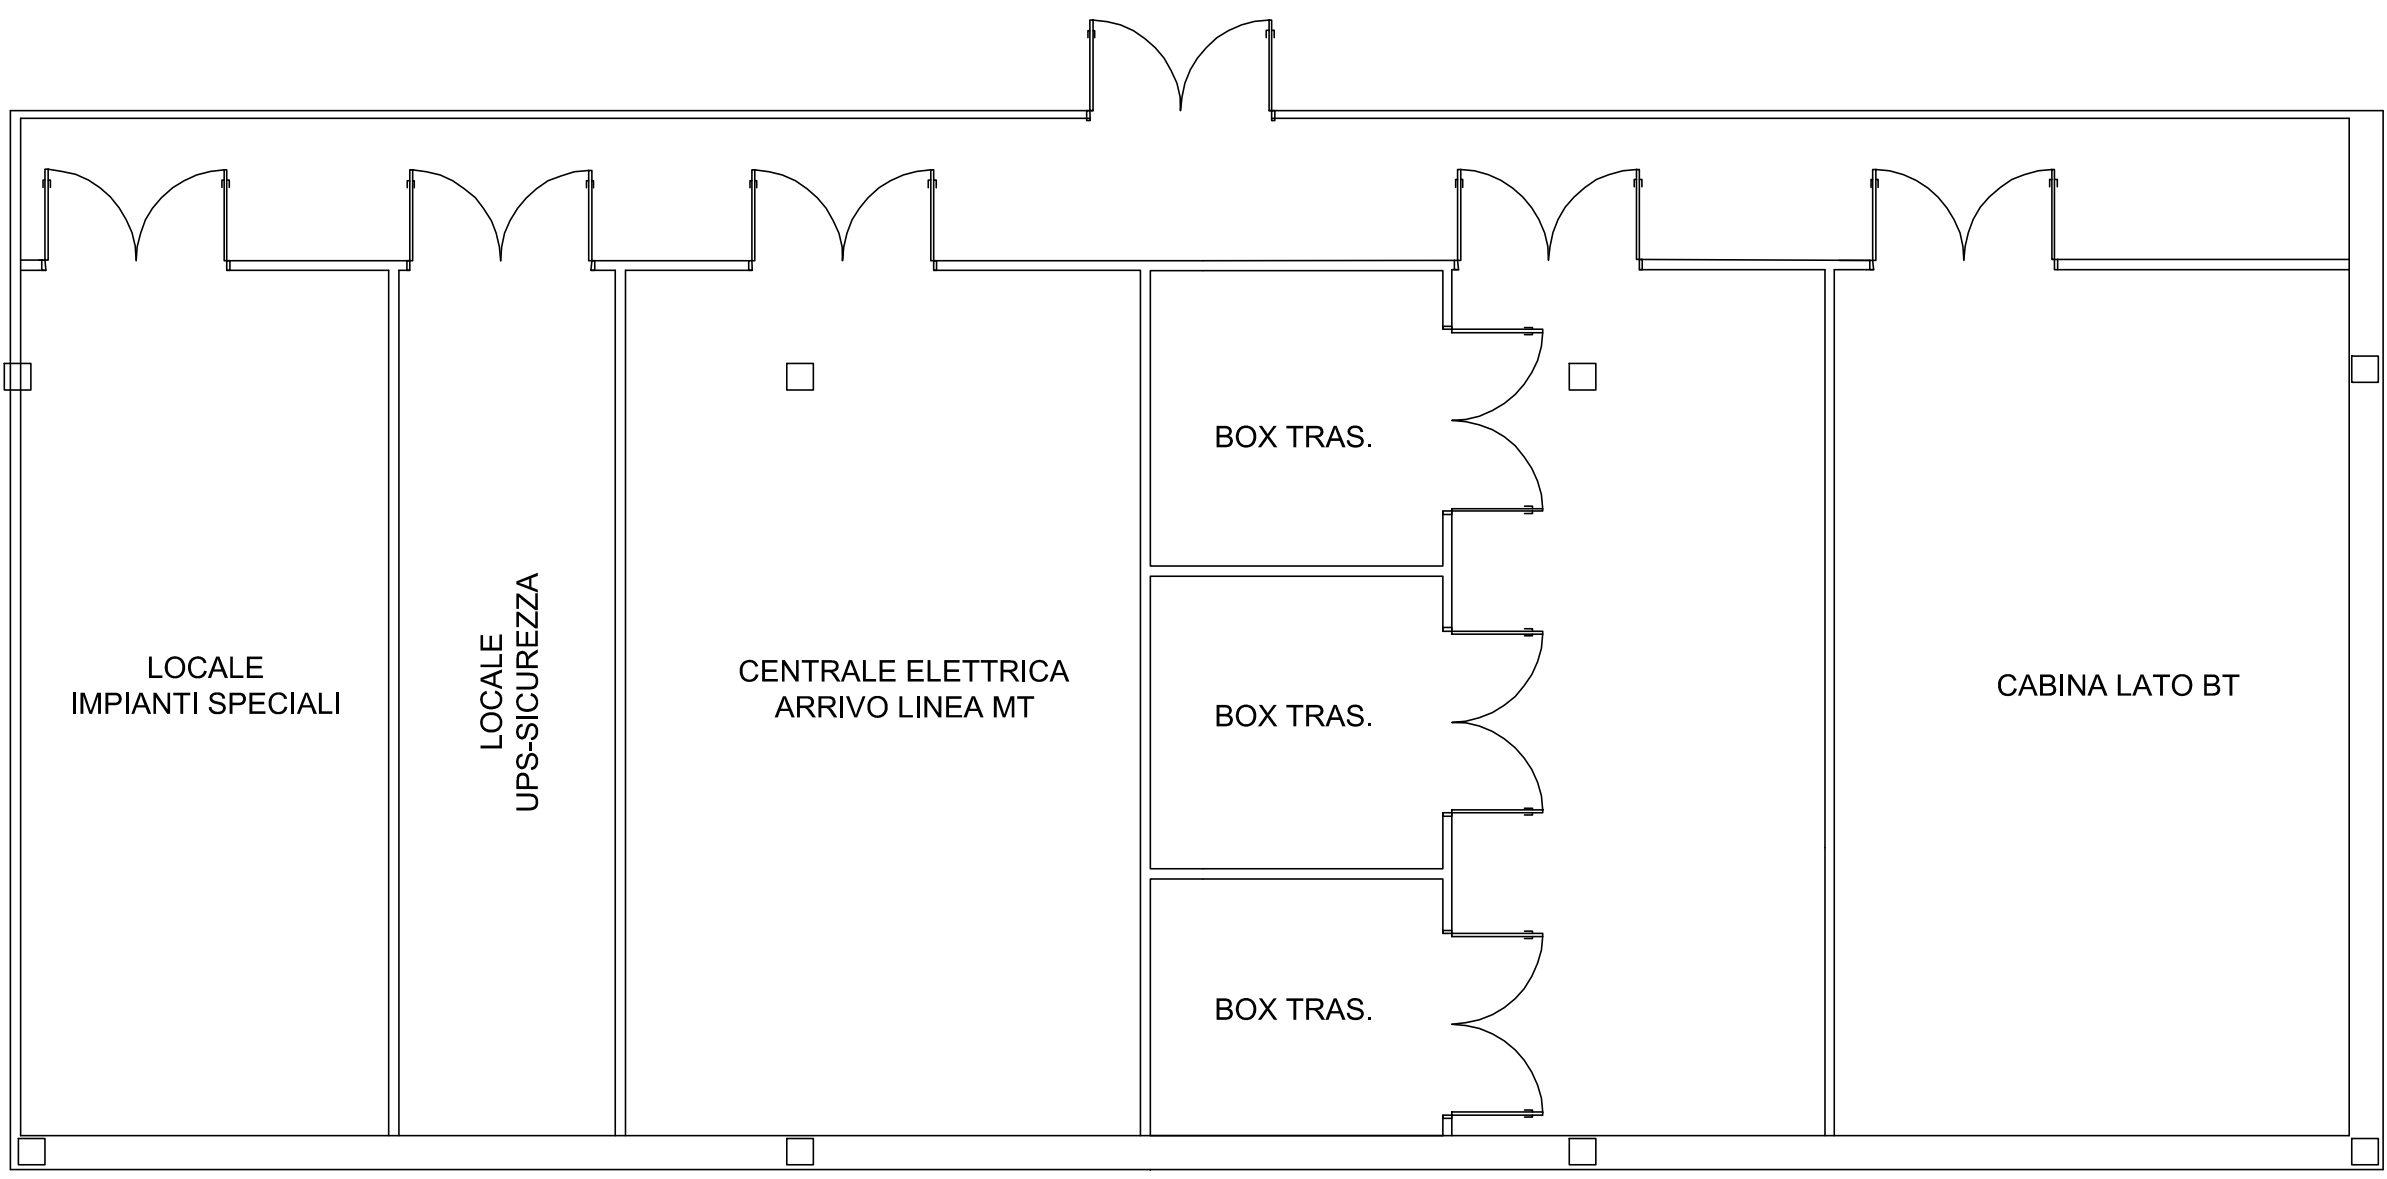 LOCALE
IMPIANTI SPECIALI
LOCALE
UPS-SICUREZZA
CENTRALE ELETTRICA
ARRIVO LINEA MT
BOX TRAS.
BOX TRAS.
BOX TRAS.
CABINA LATO BT